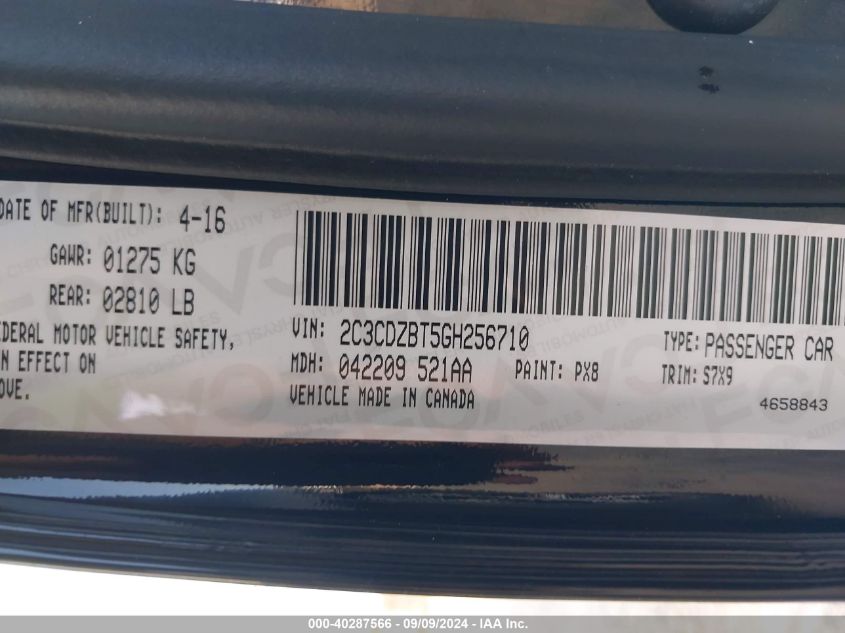 DATE OF MFR(BUILT): 4-16
GAWR: 01275 KG
REAR: 02810 LB
FEDERAL MOTOR VEHICLE SAFETY,
IN EFFECT ON
OVE.
VIN: 2C3CDZBT5GH256710
TYPE: PASSENGER CAR
MDH: 042209 521AA
PAINT: PX8
TRIM: S7X9
VEHICLE MADE IN CANADA
4658843
000-40287566 - 09/09/2024 - IAA Inc.